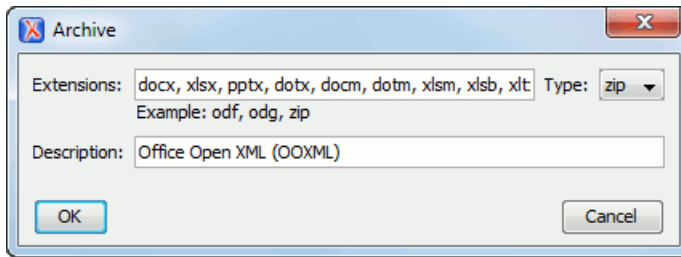 Archive
Extensions: docx, xlsx, pptx, dotx, docm, dotm, xlsm, xlsb, xlt Type: zip
Example: odf, odg, zip
Description: Office Open XML (OOXML)
OK Cancel